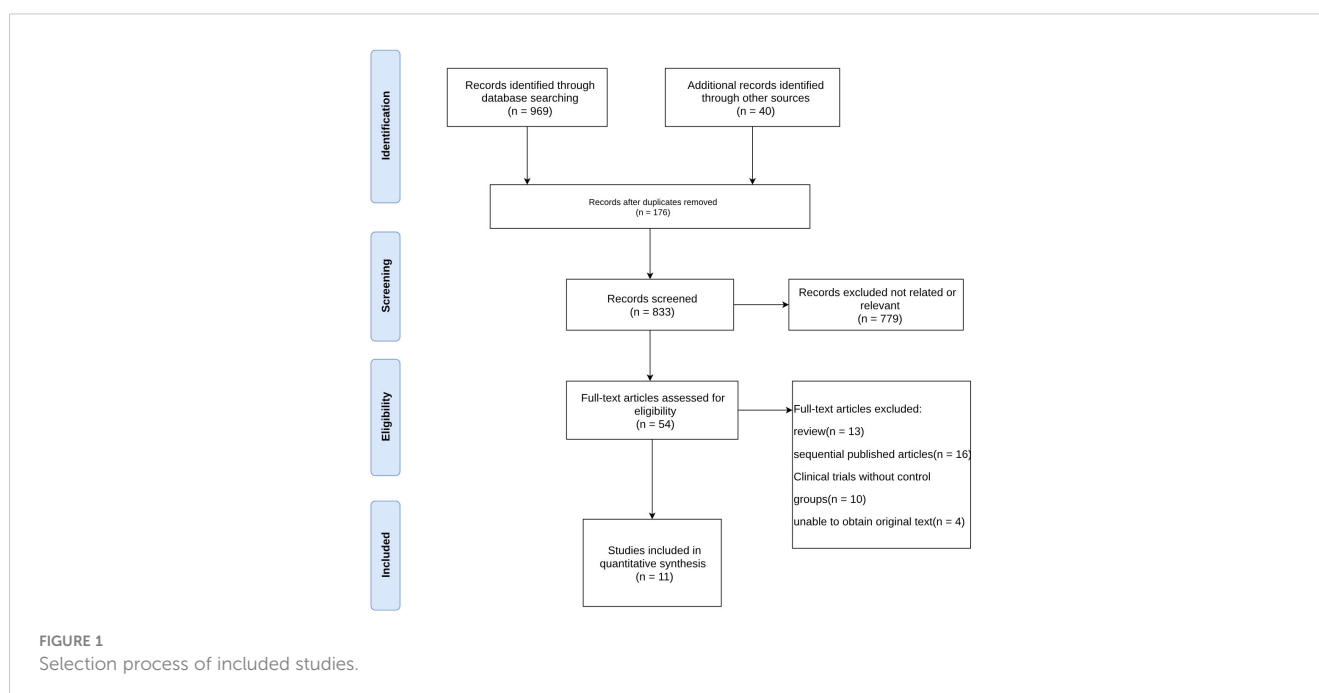 Identification
Records identified through
database searching
(n = 969)
Additional records identified
through other sources
(n = 40)
Records after duplicates removed
(n = 176)
Screening
Records screened
(n = 833)
Records excluded not related or
relevant
(n = 779)
Eligibility
Full-text articles assessed for
eligibility
(n = 54)
Full-text articles excluded:
review(n = 13)
sequential published articles(n = 16)
Clinical trials without control
groups(n = 10)
unable to obtain original text(n = 4)
Included
Studies included in
quantitative synthesis
(n = 11)
FIGURE 1
Selection process of included studies.